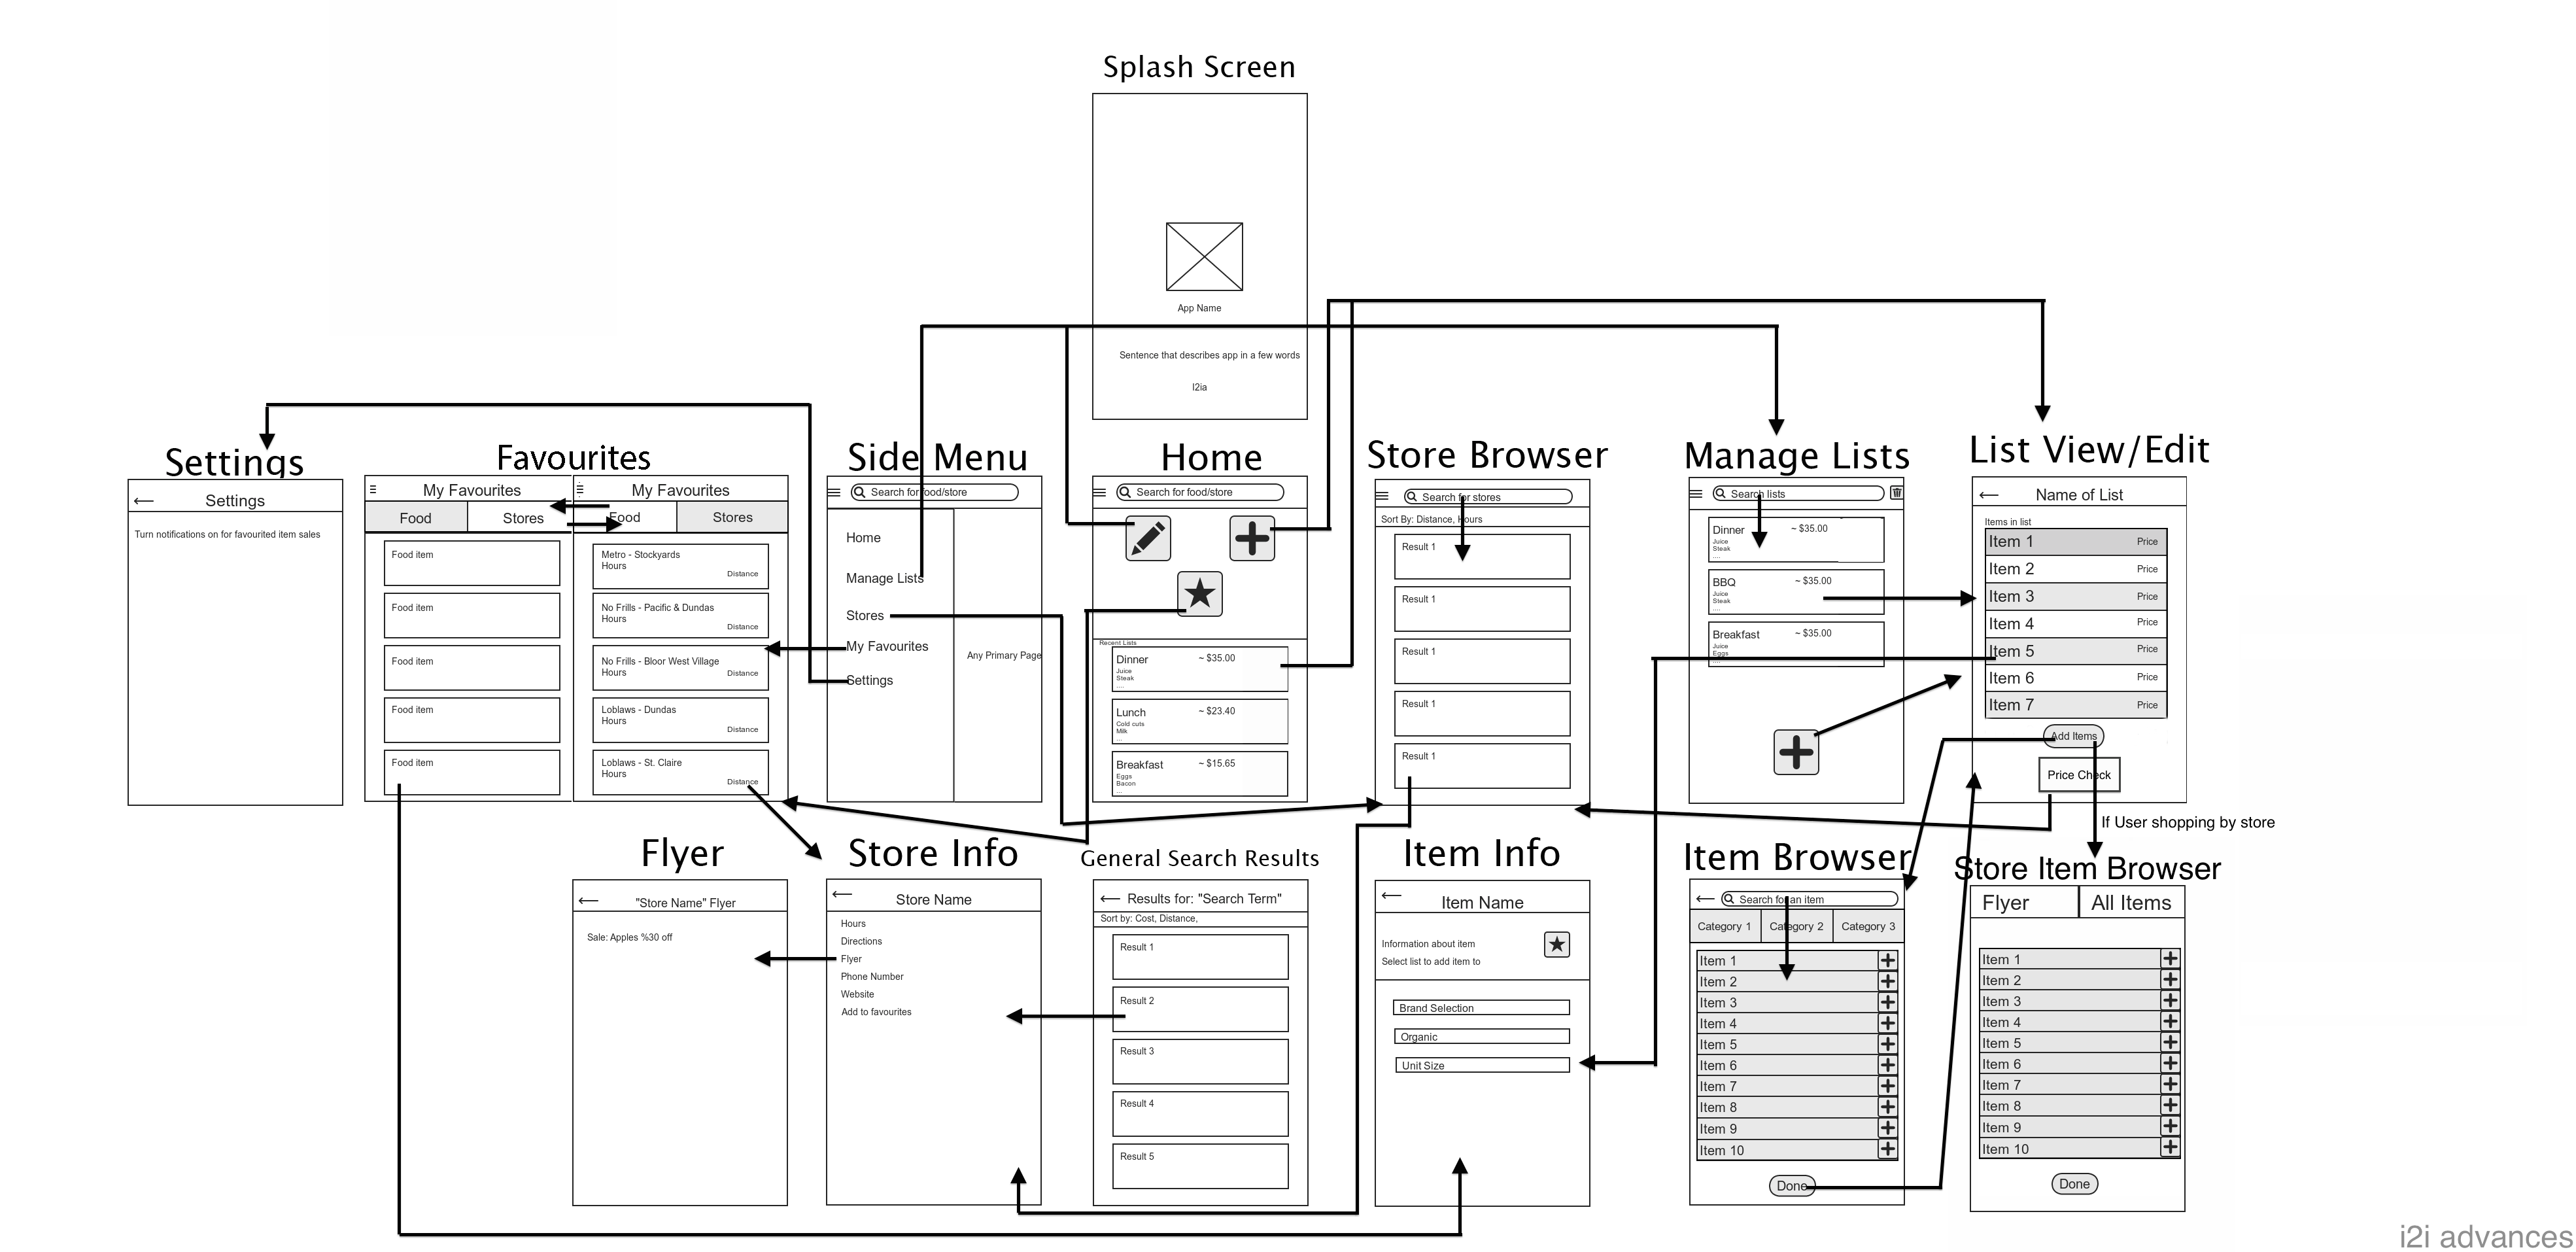 Splash Screen
App Name
Sentence that describes app in a few words
I2ia
Settings
Settings
Turn notifications on for favourited item sales
Favourites
My Favourites
Food
Stores
Food item
Food item
Food item
Food item
Food item
My Favourites
Food
Stores
Metro - Stockyards
Hours
Distance
No Frills - Pacific & Dundas
Hours
Distance
No Frills - Bloor West Village
Hours
Distance
Loblaws - Dundas
Hours
Distance
Loblaws - St. Claire
Hours
Distance
Side Menu
Search for food/store
Home
Manage Lists
Stores
My Favourites
Settings
Any Primary Page
Home
Search for food/store
Recent Lists
Dinner ~ $35.00
Juice
Steak
....
Lunch ~ $23.40
Cold cuts
Milk
...
Breakfast ~ $15.65
Eggs
Bacon
...
Store Browser
Search for stores
Sort By: Distance, Hours
Result 1
Result 1
Result 1
Result 1
Result 1
Manage Lists
Search lists
Dinner ~ $35.00
Juice
Steak
....
BBQ ~ $35.00
Juice
Steak
....
Breakfast ~ $35.00
Juice
Eggs
....
List View/Edit
Name of List
Items in list
Item 1 Price
Item 2 Price
Item 3 Price
Item 4 Price
Item 5 Price
Item 6 Price
Item 7 Price
Add Items
Price Check
If User shopping by store
Flyer
"Store Name" Flyer
Sale: Apples %30 off
Store Info
Store Name
Hours
Directions
Flyer
Phone Number
Website
Add to favourites
General Search Results
Results for: "Search Term"
Sort by: Cost, Distance,
Result 1
Result 2
Result 3
Result 4
Result 5
Item Info
Item Name
Information about item
Select list to add item to
Brand Selection
Organic
Unit Size
Item Browser
Search for an item
Category 1
Category 2
Category 3
Item 1
Item 2
Item 3
Item 4
Item 5
Item 6
Item 7
Item 8
Item 9
Item 10
Done
Store Item Browser
Flyer
All Items
Item 1
Item 2
Item 3
Item 4
Item 5
Item 6
Item 7
Item 8
Item 9
Item 10
Done
i2i advances